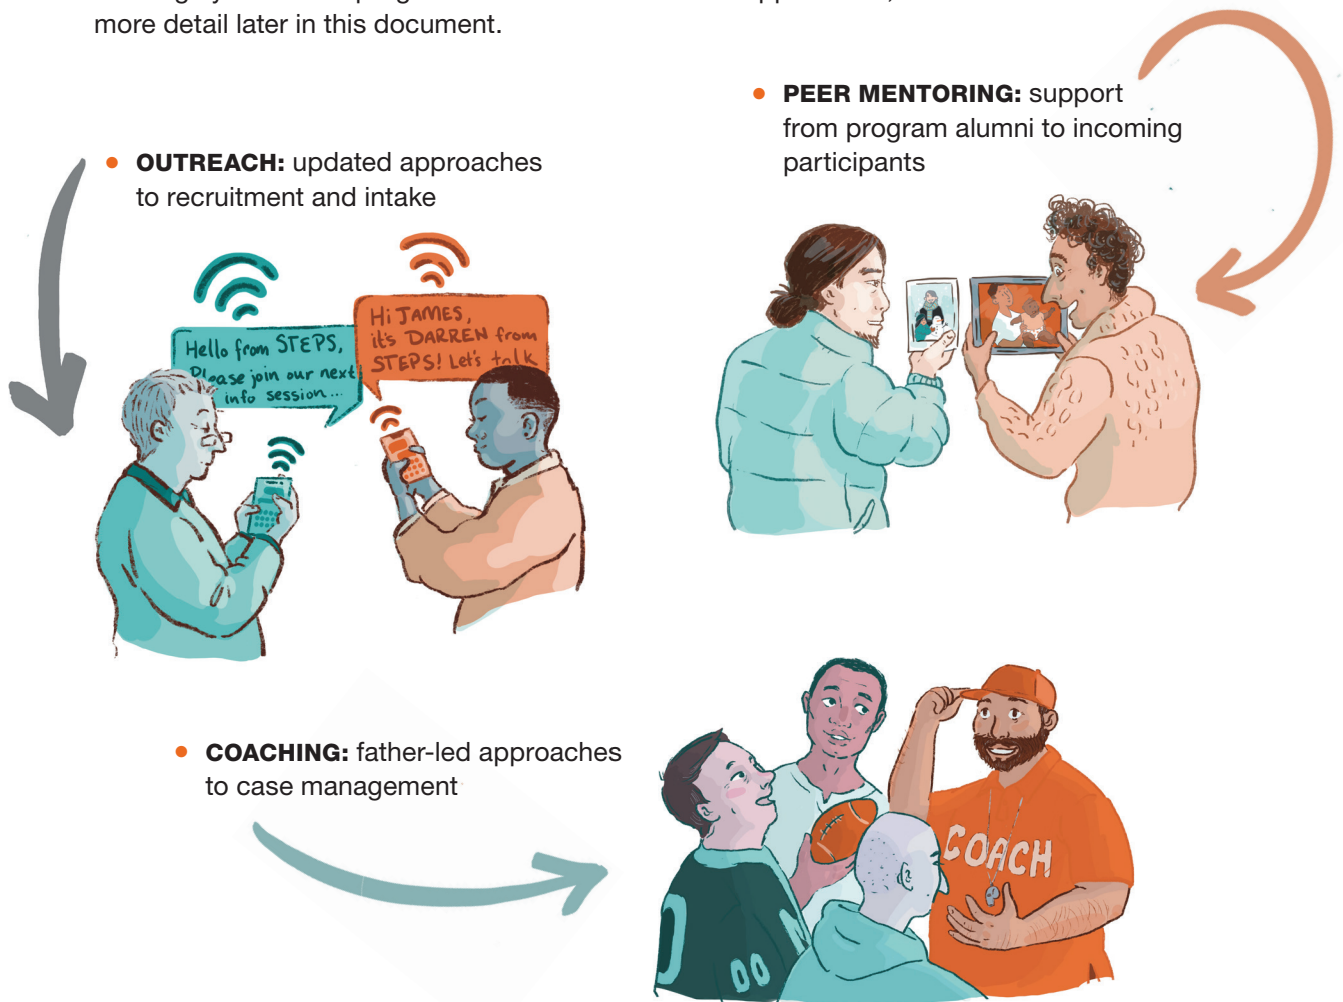 more detail later in this document.
• PEER MENTORING: support
from program alumni to incoming
participants
• OUTREACH: updated approaches
to recruitment and intake
Hello from STEPS,
Please join our next
info session...
Hi JAMES,
it's DARREN from
STEPS! Let's talk
• COACHING: father-led approaches
to case management
COACH